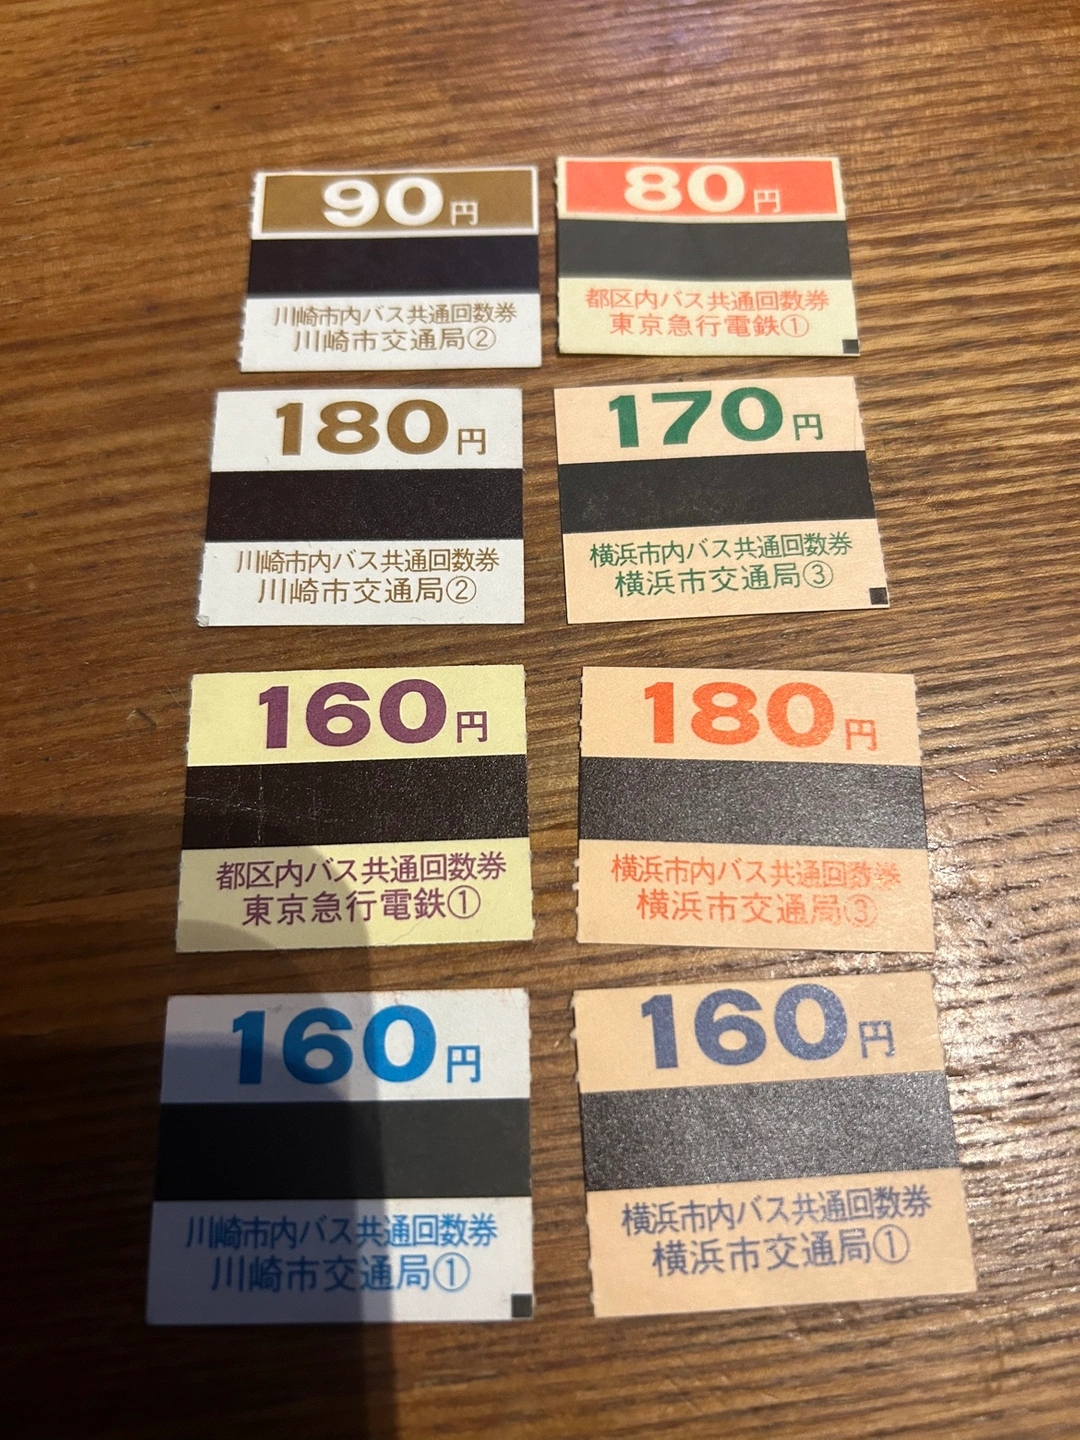 90円
川崎市内バス共通回数券
川崎市交通局②
80円
都区内バス共通回数券
東京急行電鉄①
180円
川崎市内バス共通回数券
川崎市交通局②
170円
横浜市内バス共通回数券
横浜市交通局③
160円
都区内バス共通回数券
東京急行電鉄①
180円
横浜市内バス共通回数券
横浜市交通局③
160円
川崎市内バス共通回数券
川崎市交通局①
160円
横浜市内バス共通回数券
横浜市交通局①